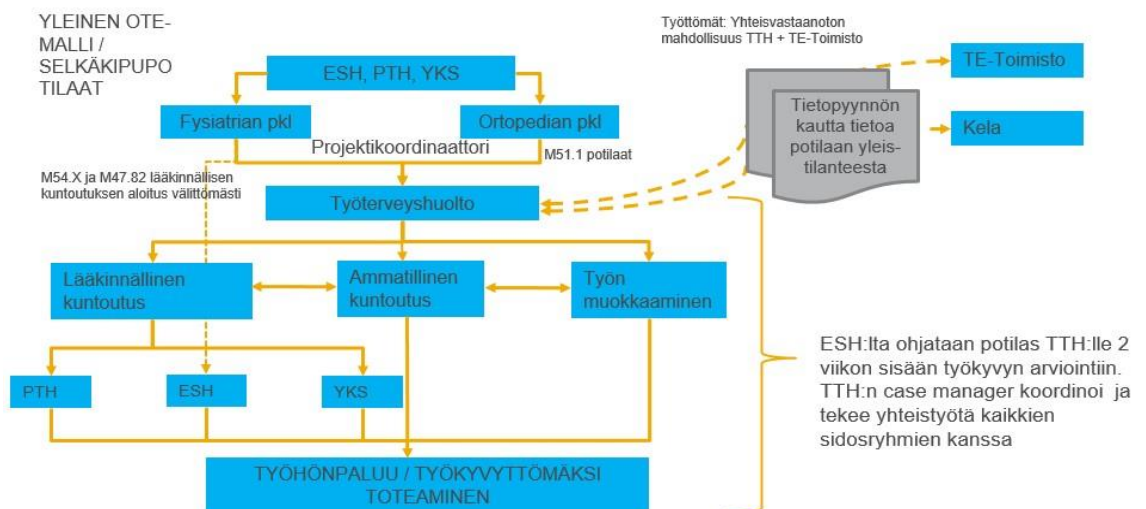 YLEINEN OTE-
MALLI /
SELKÄKIPUPO
TILAAT
Työttömät: Yhteisvastaanoton
mahdollisuus TTH + TE-Toimisto
ESH, PTH, YKS
TE-Toimisto
Fysiatrian pkl
Ortopedian pkl
Tietopyynnön
kautta tietoa
potilaan yleis-
tilanteesta
Kela
Projektikoordinaattori
M51.1 potilaat
M54.X ja M47.82 lääkinnällisen
kuntoutuksen aloitus välittömästi
Työterveyshuolto
Lääkinnällinen
kuntoutus
Ammatillinen
kuntoutus
Työn
muokkaaminen
ESH:lta ohjataan potilas TTH:lle 2
viikon sisään työkyvyn arviointiin.
TTH:n case manager koordinoi ja
tekee yhteistyötä kaikkien
sidosryhmien kanssa
PTH
ESH
YKS
TYÖHÖNPALUU / TYÖKYVYTTÖMÄKSI
TOTEAMINEN